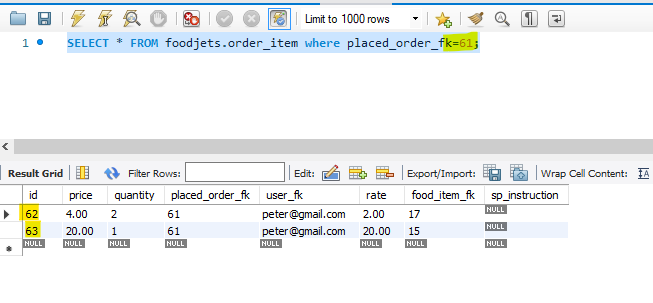 Limit to 1000 rows
1 SELECT * FROM foodjets.order_item where placed_order_fk=61;
Result Grid Filter Rows: Edit: Export/Import: Wrap Cell Content: IA
id price quantity placed_order_fk user_fk rate food_item_fk sp_instruction
62 4.00 2 61 peter@gmail.com 2.00 17 NULL
63 20.00 1 61 peter@gmail.com 20.00 15 NULL
NULL NULL NULL NULL NULL NULL NULL NULL